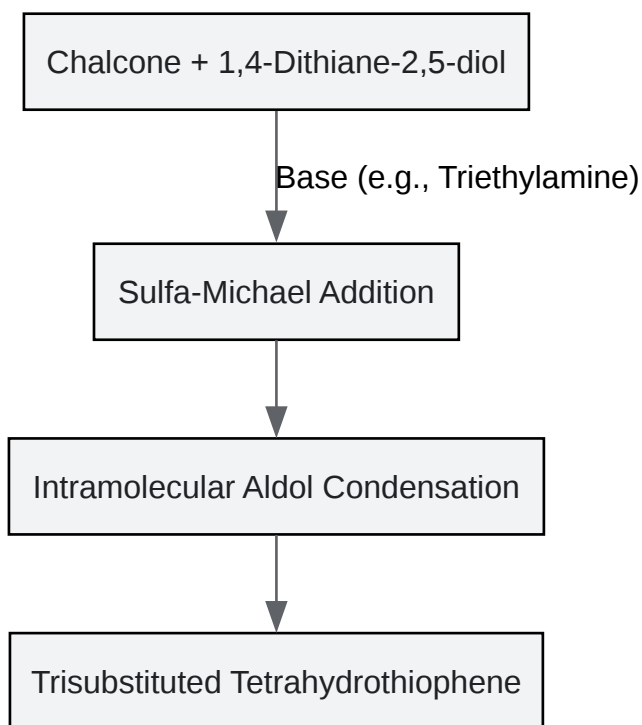 Chalcone + 1,4-Dithiane-2,5-diol
Base (e.g., Triethylamine)
Sulfa-Michael Addition
Intramolecular Aldol Condensation
Trisubstituted Tetrahydrothiophene